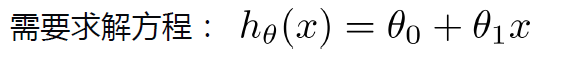 需要求解方程： hθ(x) = θ0 + θ1x